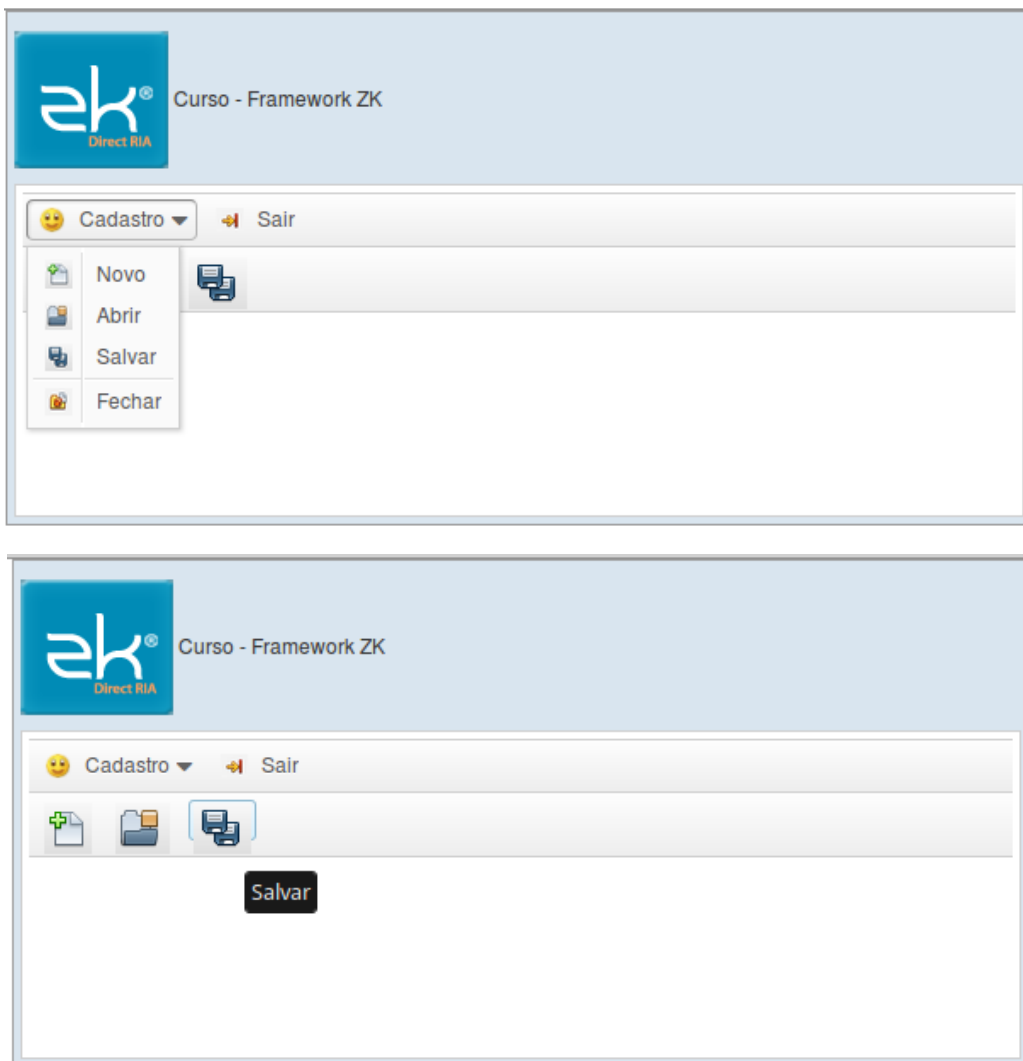 zk®
Direct RIA
Curso - Framework ZK
Cadastro
Sair
Novo
Abrir
Salvar
Fechar
zk®
Direct RIA
Curso - Framework ZK
Cadastro
Sair
Salvar